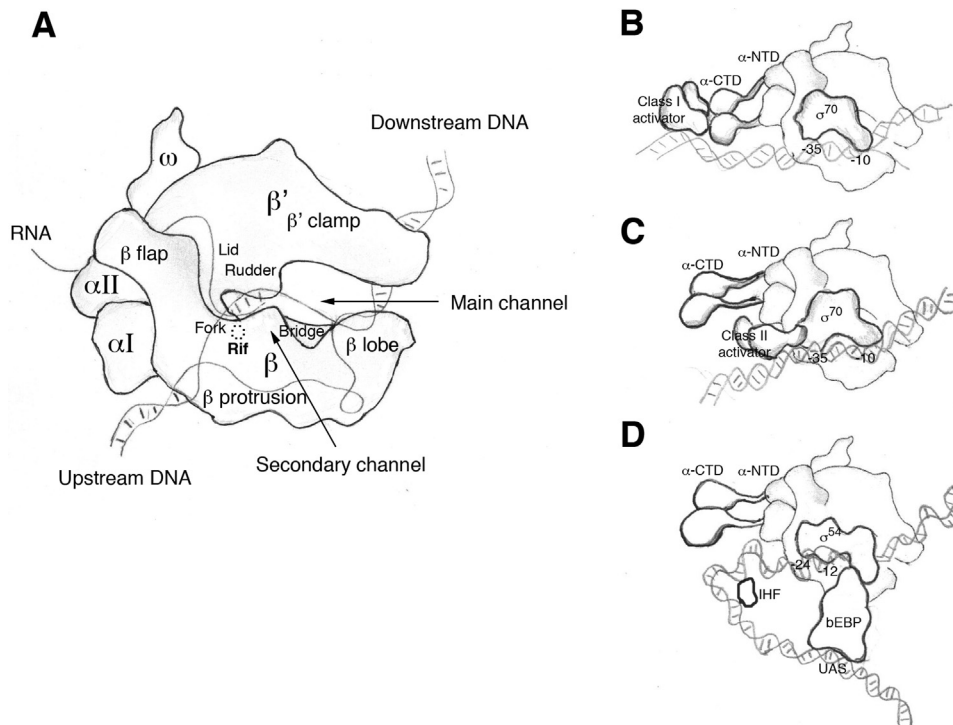 A
Downstream DNA
ω
β'
β' clamp
RNA
β flap
Lid
Rudder
αII
Main channel
αI
Fork
Bridge
Rif
β lobe
β
β protrusion
Upstream DNA
Secondary channel
B
α-NTD
α-CTD
Class I
activator
σ70
-35
-10
C
α-NTD
α-CTD
σ70
Class II
activator
-35
-10
D
α-CTD
α-NTD
σ54
-24
-12
IHF
bEBP
UAS